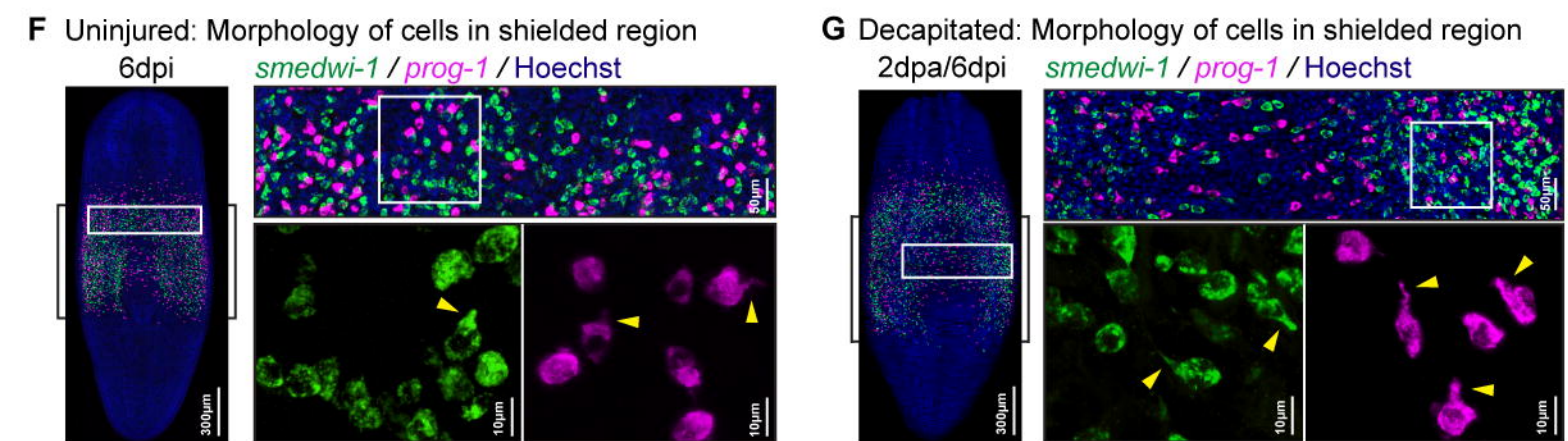 F Uninjured: Morphology of cells in shielded region
6dpi
smedwi-1 / prog-1 / Hoechst
50µm
300µm
10µm
10µm
G Decapitated: Morphology of cells in shielded region
2dpa/6dpi
smedwi-1 / prog-1 / Hoechst
50µm
300µm
10µm
10µm